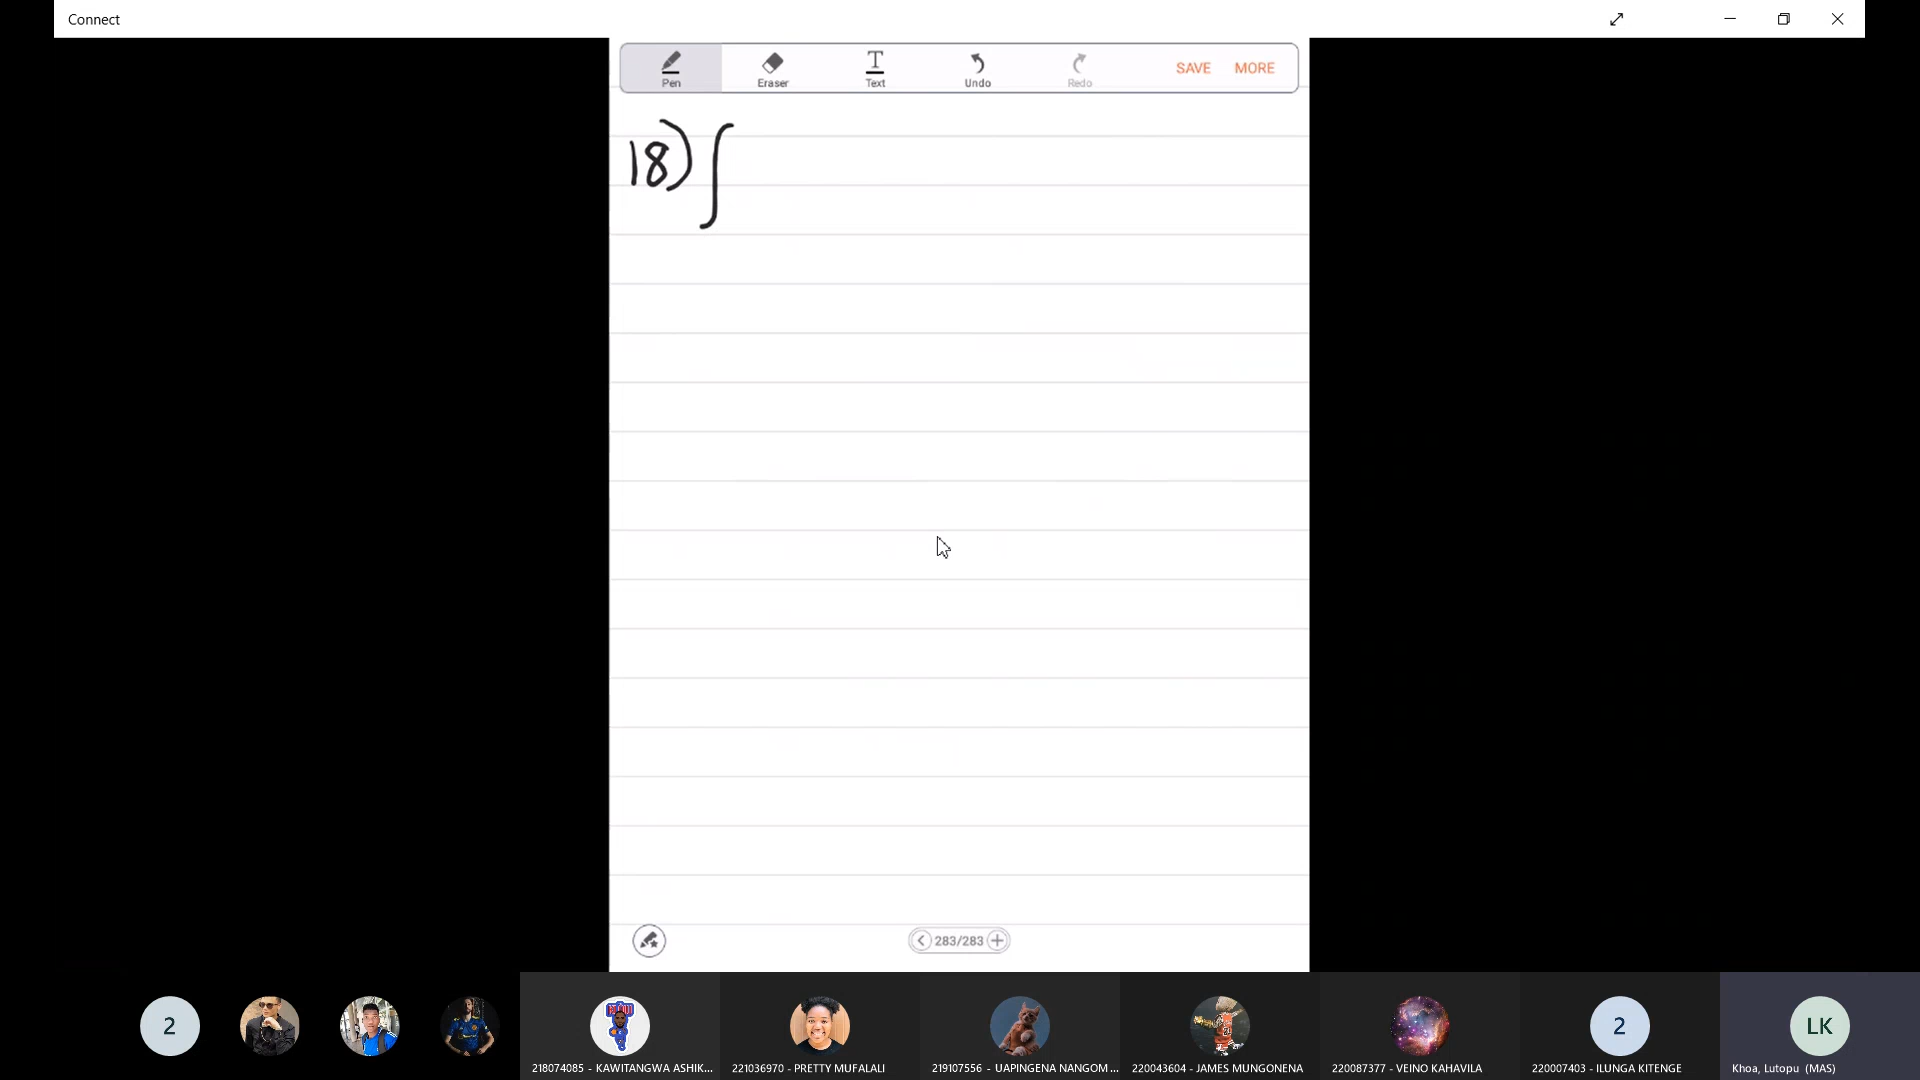 Connect
Pen
Eraser
Text
Undo
Redo
SAVE
MORE
18) ∫
283/283
2
2
LK
218074085 - KAWITANGWA ASHIK...
221036970 - PRETTY MUFALALI
219107556 - UAPINGENA NANGOM ...
220043604 - JAMES MUNGONENA
220087377 - VEINO KAHAVILA
220007403 - ILUNGA KITENGE
Khoa, Lutopu (MAS)